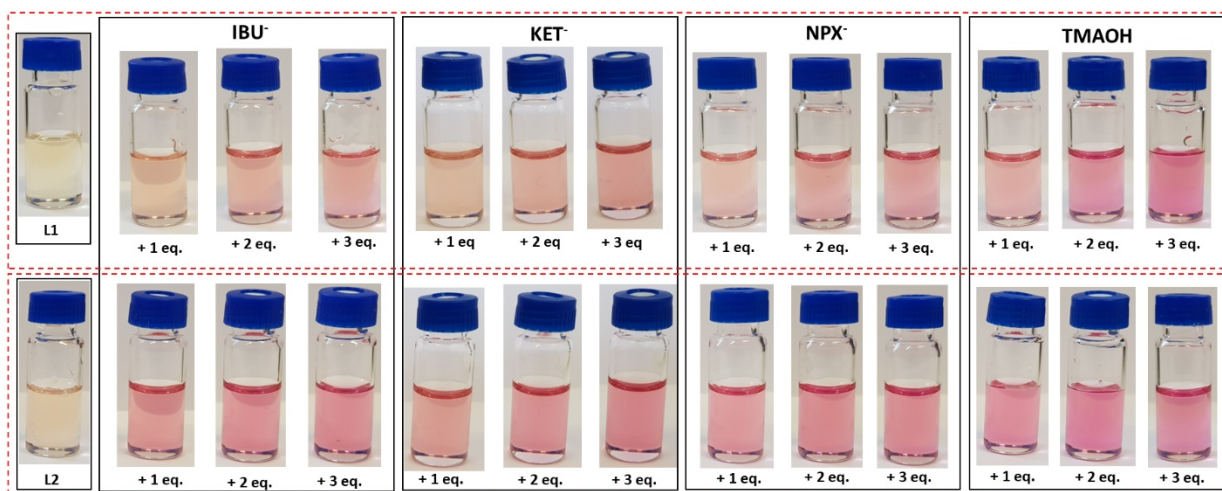 IBU⁻ KET⁻ NPX⁻ TMAOH
L1
+ 1 eq. + 2 eq. + 3 eq. + 1 eq + 2 eq + 3 eq + 1 eq. + 2 eq. + 3 eq. + 1 eq. + 2 eq. + 3 eq.
L2
+ 1 eq. + 2 eq. + 3 eq. + 1 eq. + 2 eq. + 3 eq. + 1 eq. + 2 eq. + 3 eq. + 1 eq. + 2 eq. + 3 eq.